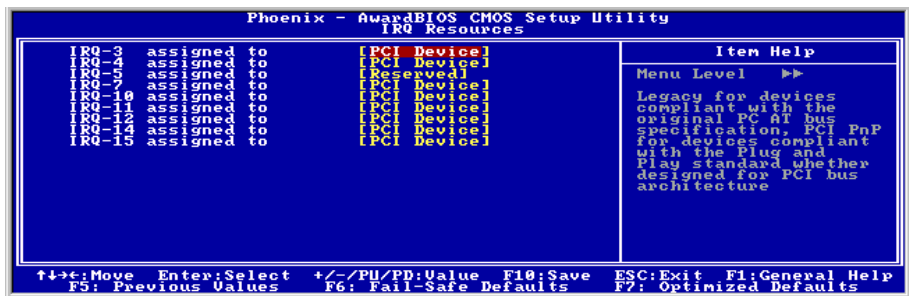 Phoenix - AwardBIOS CMOS Setup Utility
IRQ Resources
IRQ-3 assigned to [PCI Device]
IRQ-4 assigned to [PCI Device]
IRQ-5 assigned to [Reserved]
IRQ-7 assigned to [PCI Device]
IRQ-10 assigned to [PCI Device]
IRQ-11 assigned to [PCI Device]
IRQ-12 assigned to [PCI Device]
IRQ-14 assigned to [PCI Device]
IRQ-15 assigned to [PCI Device]
Item Help
Menu Level ►►
Legacy for devices
compliant with the
original PC AT bus
specification, PCI PnP
for devices compliant
with the Plug and
Play standard whether
designed for PCI bus
architecture
↑↓→←:Move Enter:Select +/-/PU/PD:Value F10:Save ESC:Exit F1:General Help
F5: Previous Values F6: Fail-Safe Defaults F7: Optimized Defaults